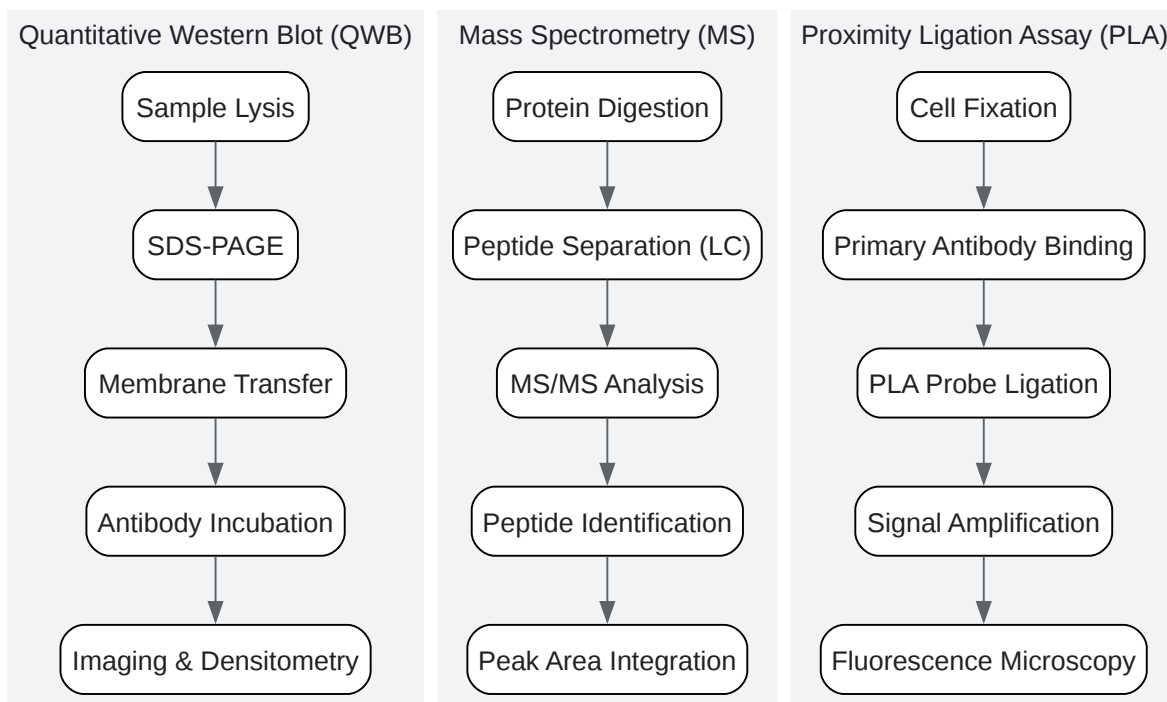 Quantitative Western Blot (QWB)
Sample Lysis
SDS-PAGE
Membrane Transfer
Antibody Incubation
Imaging & Densitometry
Mass Spectrometry (MS)
Protein Digestion
Peptide Separation (LC)
MS/MS Analysis
Peptide Identification
Peak Area Integration
Proximity Ligation Assay (PLA)
Cell Fixation
Primary Antibody Binding
PLA Probe Ligation
Signal Amplification
Fluorescence Microscopy